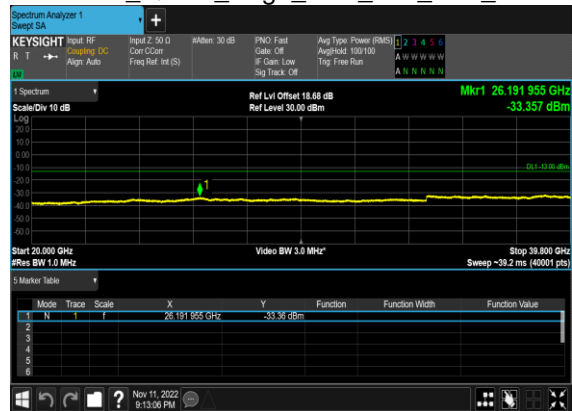 Spectrum Analyzer 1
Swept SA
+
KEYSIGHT Input: RF Input Z: 50 Ω #Atten: 30 dB PNO: Fast Avg Type: Power (RMS) 1 2 3 4 5 6
R T Coupling: DC Corr CCorr Gate: Off Avg|Hold: 100/100 A W W W W W
Align: Auto Freq Ref: Int (S) IF Gain: Low Trig: Free Run
LW Sig Track: Off A N N N N N
1 Spectrum Ref Lvl Offset 18.68 dB Mkr1 26.191 955 GHz
Scale/Div 10 dB Ref Level 30.00 dBm -33.357 dBm
Log
20.0
10.0
0.00
-10.0 DL1 -13.00 dBm
-20.0
-30.0 1
-40.0
-50.0
-60.0
Start 20.000 GHz Video BW 3.0 MHz* Stop 39.800 GHz
#Res BW 1.0 MHz Sweep ~39.2 ms (40001 pts)
5 Marker Table
Mode Trace Scale X Y Function Function Width Function Value
1 N 1 f 26.191 955 GHz -33.36 dBm
2
3
4
5
6
? Nov 11, 2022
9:13:06 PM